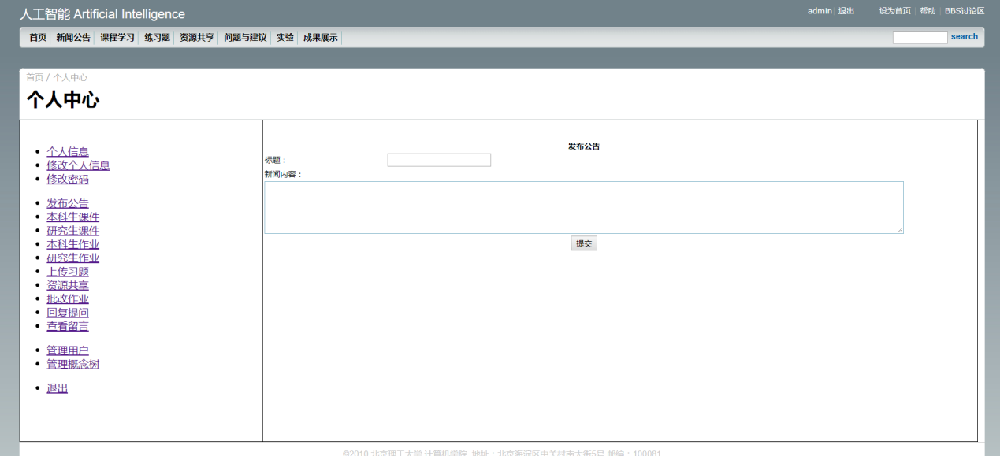 人工智能 Artificial Intelligence
admin | 退出 设为首页 | 帮助 | BBS讨论区
首页 新闻公告 课程学习 练习题 资源共享 问题与建议 实验 成果展示 search
首页 / 个人中心
个人中心
个人信息
修改个人信息
修改密码
发布公告
本科生课件
研究生课件
本科生作业
研究生作业
上传习题
资源共享
批改作业
回复提问
查看留言
管理用户
管理概念树
退出
发布公告
标题：
新闻内容：
提交
©2010 北京理工大学 计算机学院 地址：北京海淀区中关村南大街5号 邮编：100081